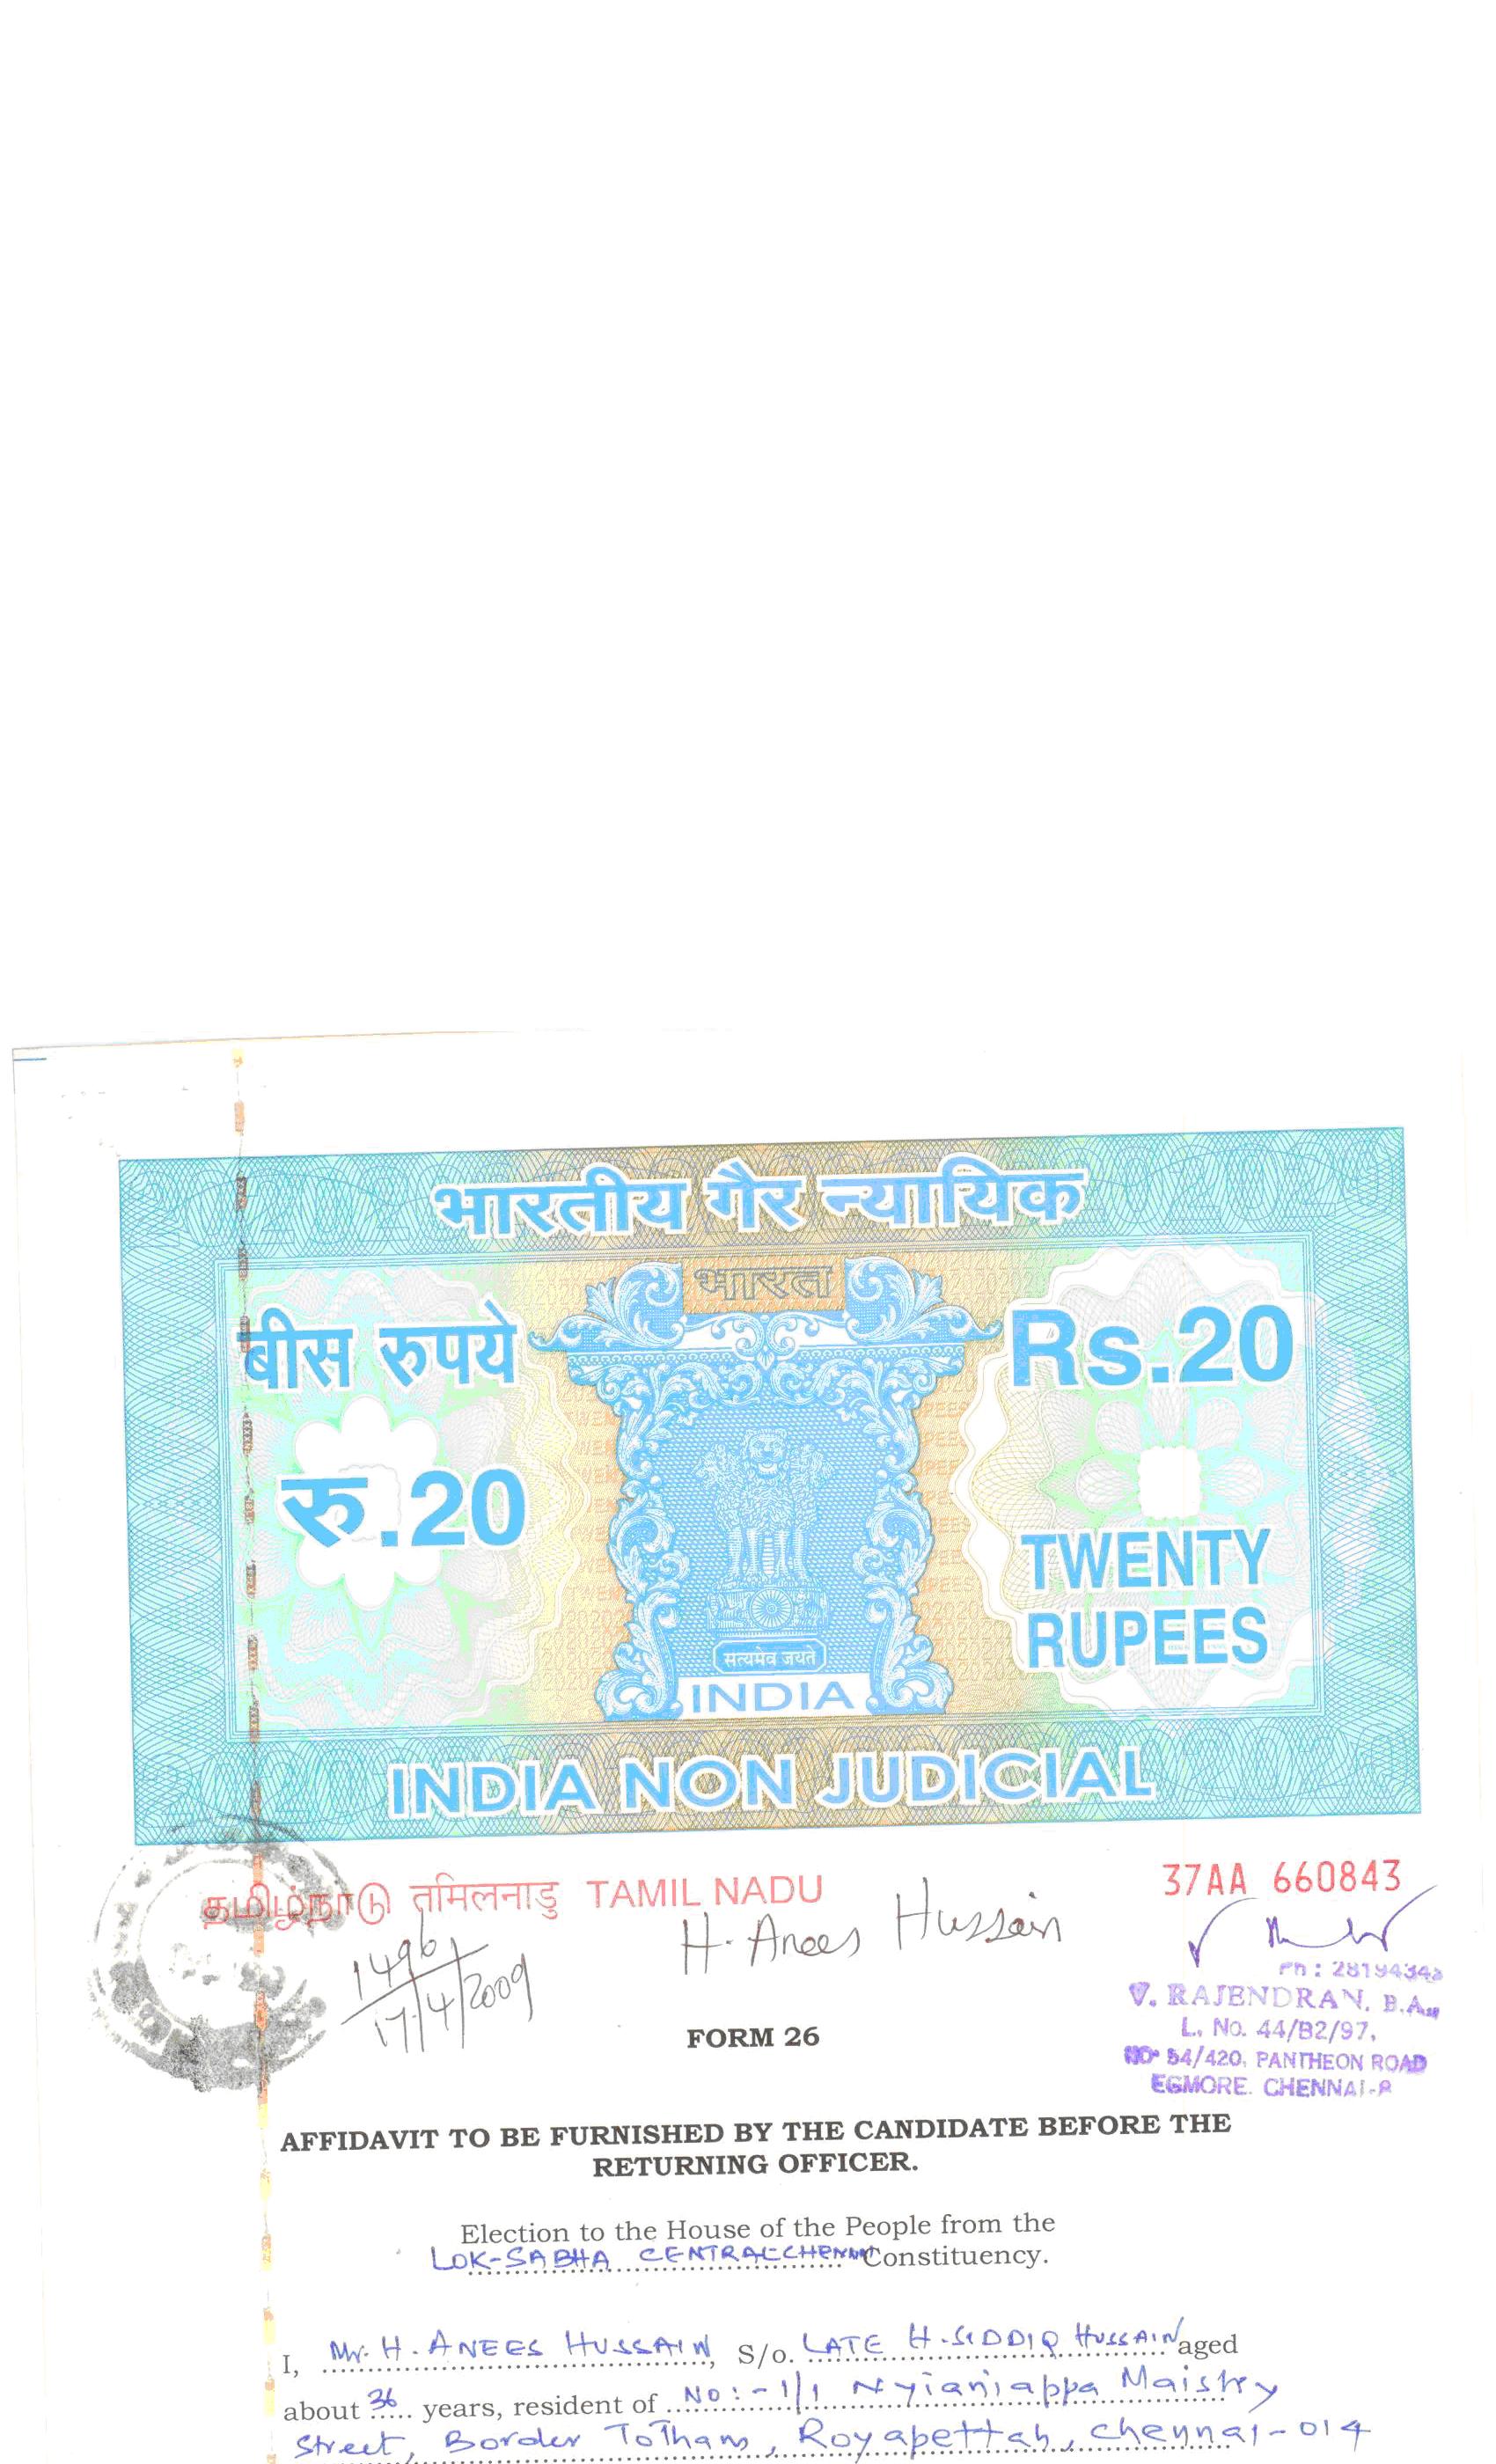 भारतीय गैर न्यायिक
भारत
बीस रुपये
Rs.20
रु.20
TWENTY
RUPEES
सत्यमेव जयते
INDIA
INDIA NON JUDICIAL
தமிழ்நாடு तमिलनाडु TAMIL NADU
37AA 660843
H. Anees Hussain
1496
17/4/2009
Ph : 28194343
V. RAJENDRAN, B.A.,
L. No. 44/B2/97,
NO 54/420, PANTHEON ROAD
EGMORE. CHENNAI-8
FORM 26
AFFIDAVIT TO BE FURNISHED BY THE CANDIDATE BEFORE THE
RETURNING OFFICER.
Election to the House of the People from the
LOK-SABHA CENTRAL CHENNAI Constituency.
I, Mr. H. ANEES HUSSAIN, S/o. LATE H. SIDDIQ HUSSAIN aged
about 36 years, resident of No:-1/1 Nyianiappa Maistry
Street, Border Totham, Royapettah, Chennai-014